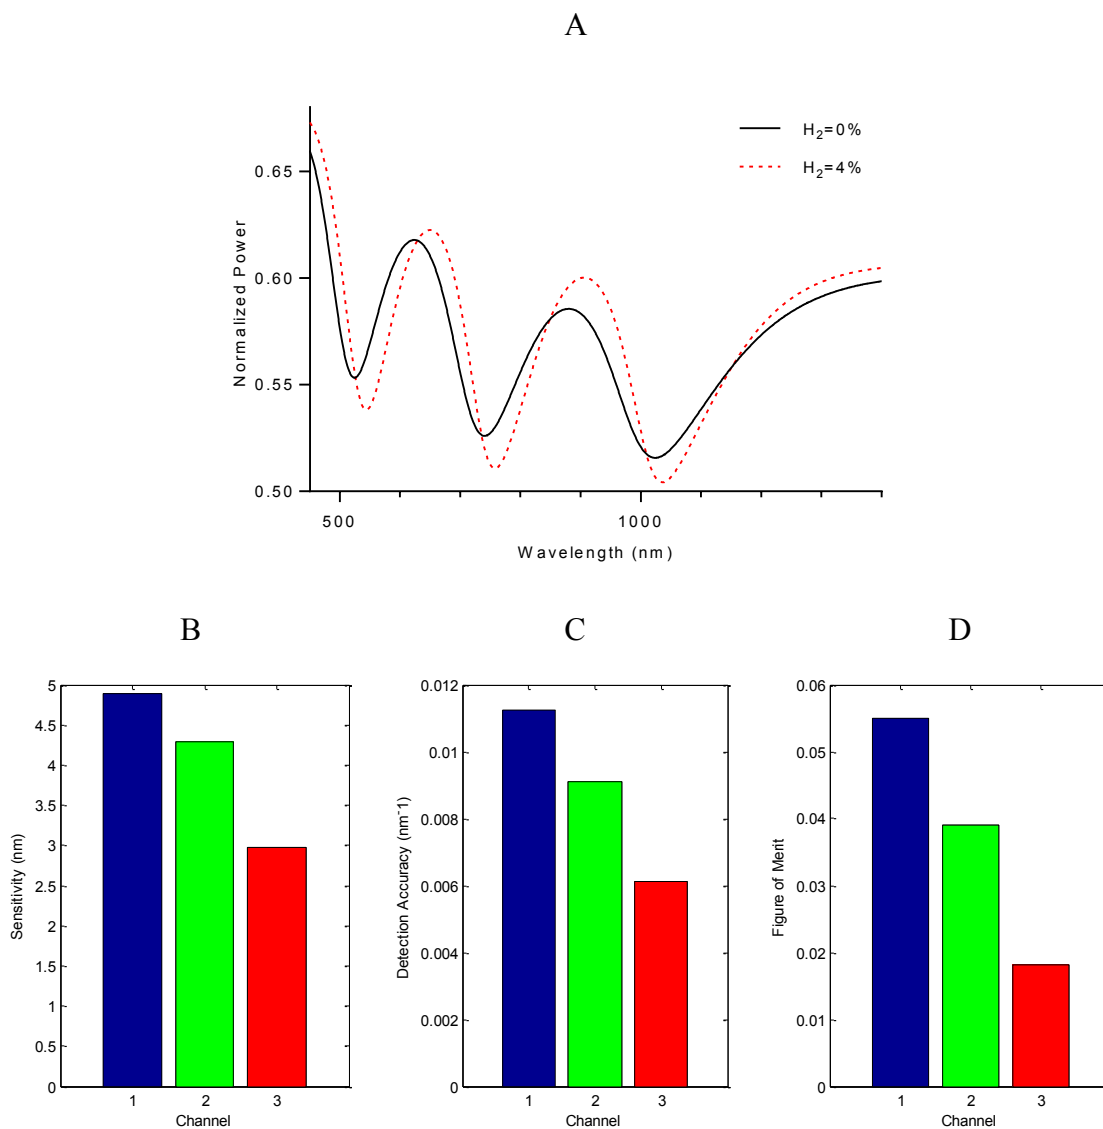 A
H2=0%
H2=4%
0.65
0.60
0.55
0.50
Normalized Power
500
1000
Wavelength (nm)
B
C
D
5
4.5
4
3.5
3
2.5
2
1.5
1
0.5
0
Sensitivity (nm)
1 2 3
Channel
0.012
0.01
0.008
0.006
0.004
0.002
0
Detection Accuracy (nm-1)
1 2 3
Channel
0.06
0.05
0.04
0.03
0.02
0.01
0
Figure of Merit
1 2 3
Channel